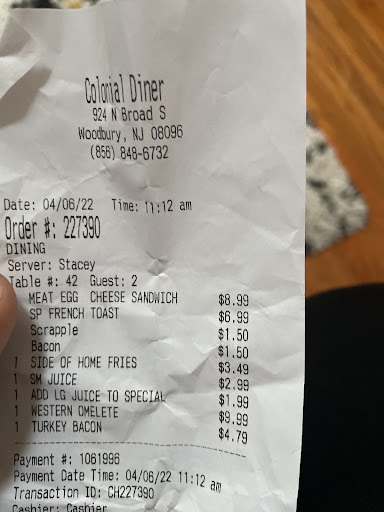 Colonial Diner
924 N Broad S
Woodbury, NJ 08096
(856) 848-6732
Date: 04/06/22 Time: 11:12 am
Order #: 227390
DINING
Server: Stacey
Table #: 42 Guest: 2
MEAT EGG CHEESE SANDWICH $8.99
SP FRENCH TOAST $6.99
Scrapple $1.50
Bacon $1.50
1 SIDE OF HOME FRIES $3.49
1 SM JUICE $2.99
1 ADD LG JUICE TO SPECIAL $1.99
1 WESTERN OMELETE $9.99
1 TURKEY BACON $4.79
Payment #: 1061996
Payment Date Time: 04/06/22 11:12 am
Transaction ID: CH227390
Cashier: Cashier